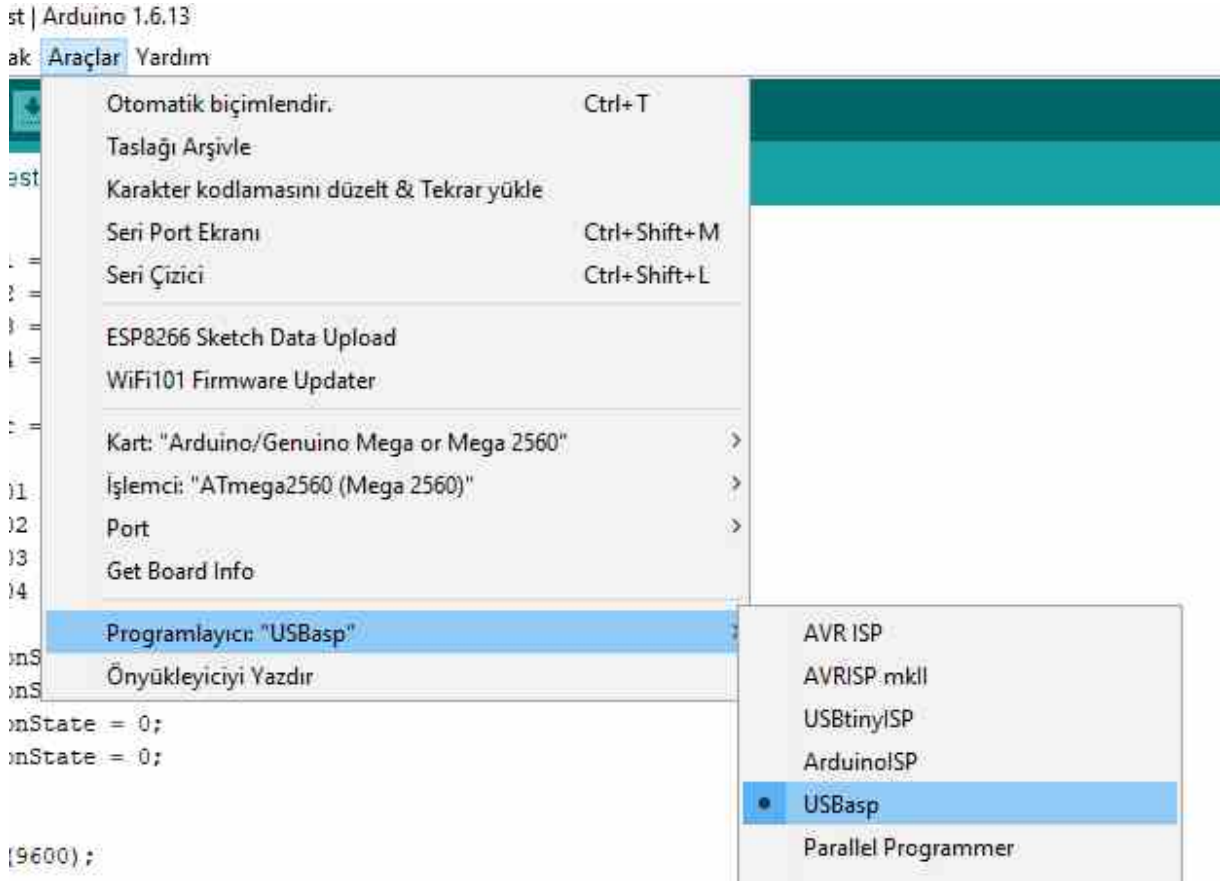 st | Arduino 1.6.13
ak Araçlar Yardım
Otomatik biçimlendir. Ctrl+T
Taslağı Arşivle
est
Karakter kodlamasını düzelt & Tekrar yükle
Seri Port Ekranı Ctrl+Shift+M
Seri Çizici Ctrl+Shift+L
ESP8266 Sketch Data Upload
WiFi101 Firmware Updater
Kart: "Arduino/Genuino Mega or Mega 2560"
İşlemci: "ATmega2560 (Mega 2560)"
Port
Get Board Info
Programlayıcı: "USBasp"
Önyükleyiciyi Yazdır
AVR ISP
AVRISP mkII
USBtinyISP
ArduinoISP
USBasp
Parallel Programmer
onState = 0;
onState = 0;
(9600);